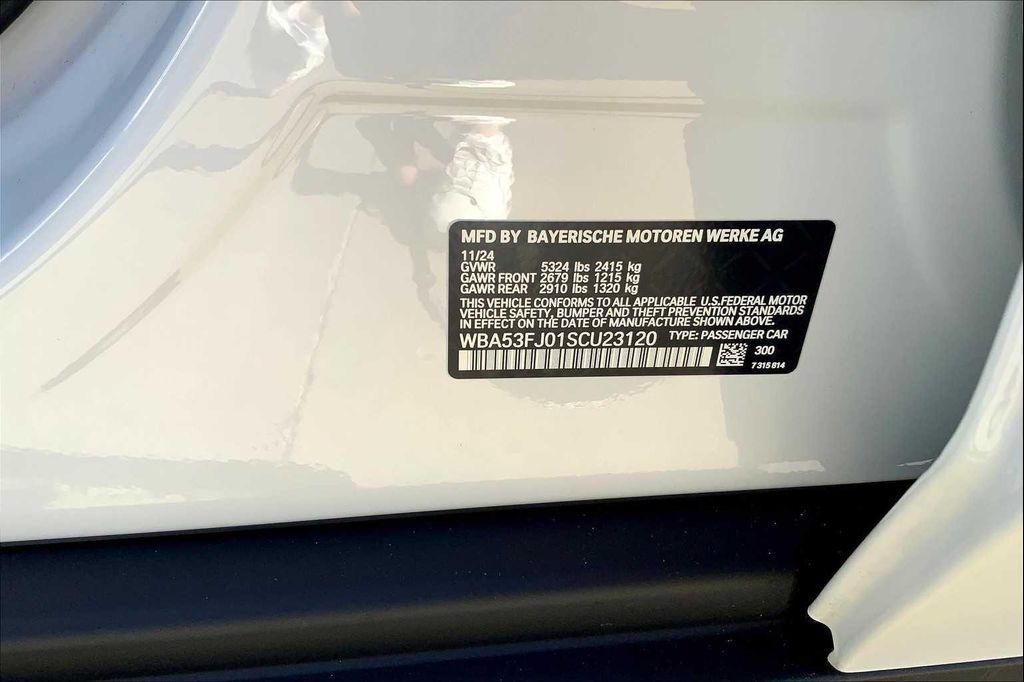 MFD BY BAYERISCHE MOTOREN WERKE AG
11/24
GVWR 5324 lbs 2415 kg
GAWR FRONT 2679 lbs 1215 kg
GAWR REAR 2910 lbs 1320 kg
THIS VEHICLE CONFORMS TO ALL APPLICABLE U.S.FEDERAL MOTOR
VEHICLE SAFETY, BUMPER AND THEFT PREVENTION STANDARDS
IN EFFECT ON THE DATE OF MANUFACTURE SHOWN ABOVE.
WBA53FJ01SCU23120 TYPE: PASSENGER CAR
300
7 315 814